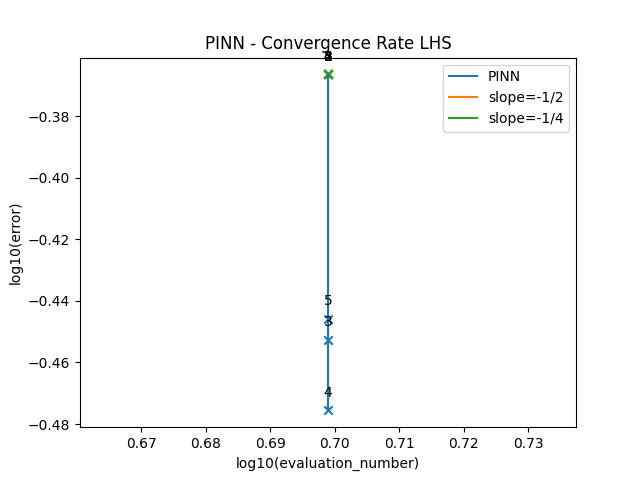 PINN - Convergence Rate LHS
PINN
slope=-1/2
slope=-1/4
−0.38
−0.40
−0.42
−0.44
−0.46
−0.48
5
4
log10(error)
0.67 0.68 0.69 0.70 0.71 0.72 0.73
log10(evaluation_number)